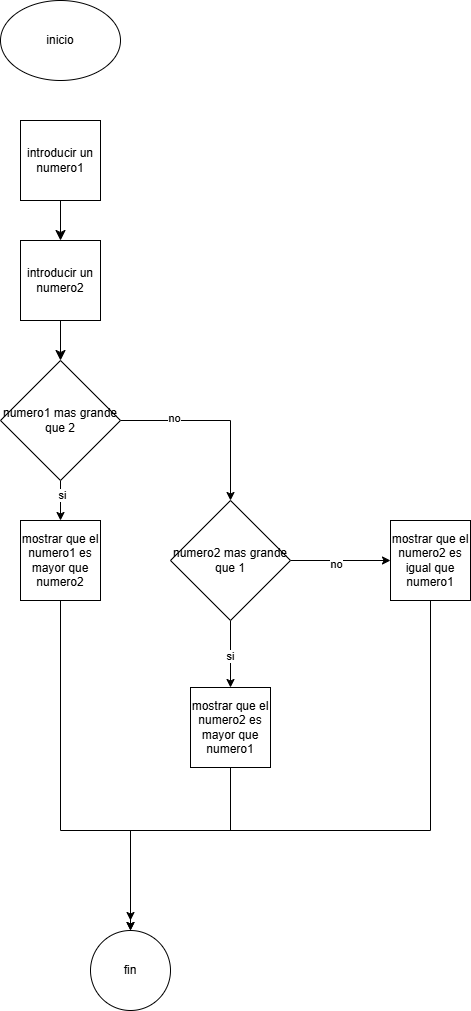 inicio
introducir un
numero1
introducir un
numero2
numero1 mas grande
que 2
no
si
mostrar que el
numero1 es
mayor que
numero2
numero2 mas grande
que 1
no
mostrar que el
numero2 es
igual que
numero1
si
mostrar que el
numero2 es
mayor que
numero1
fin